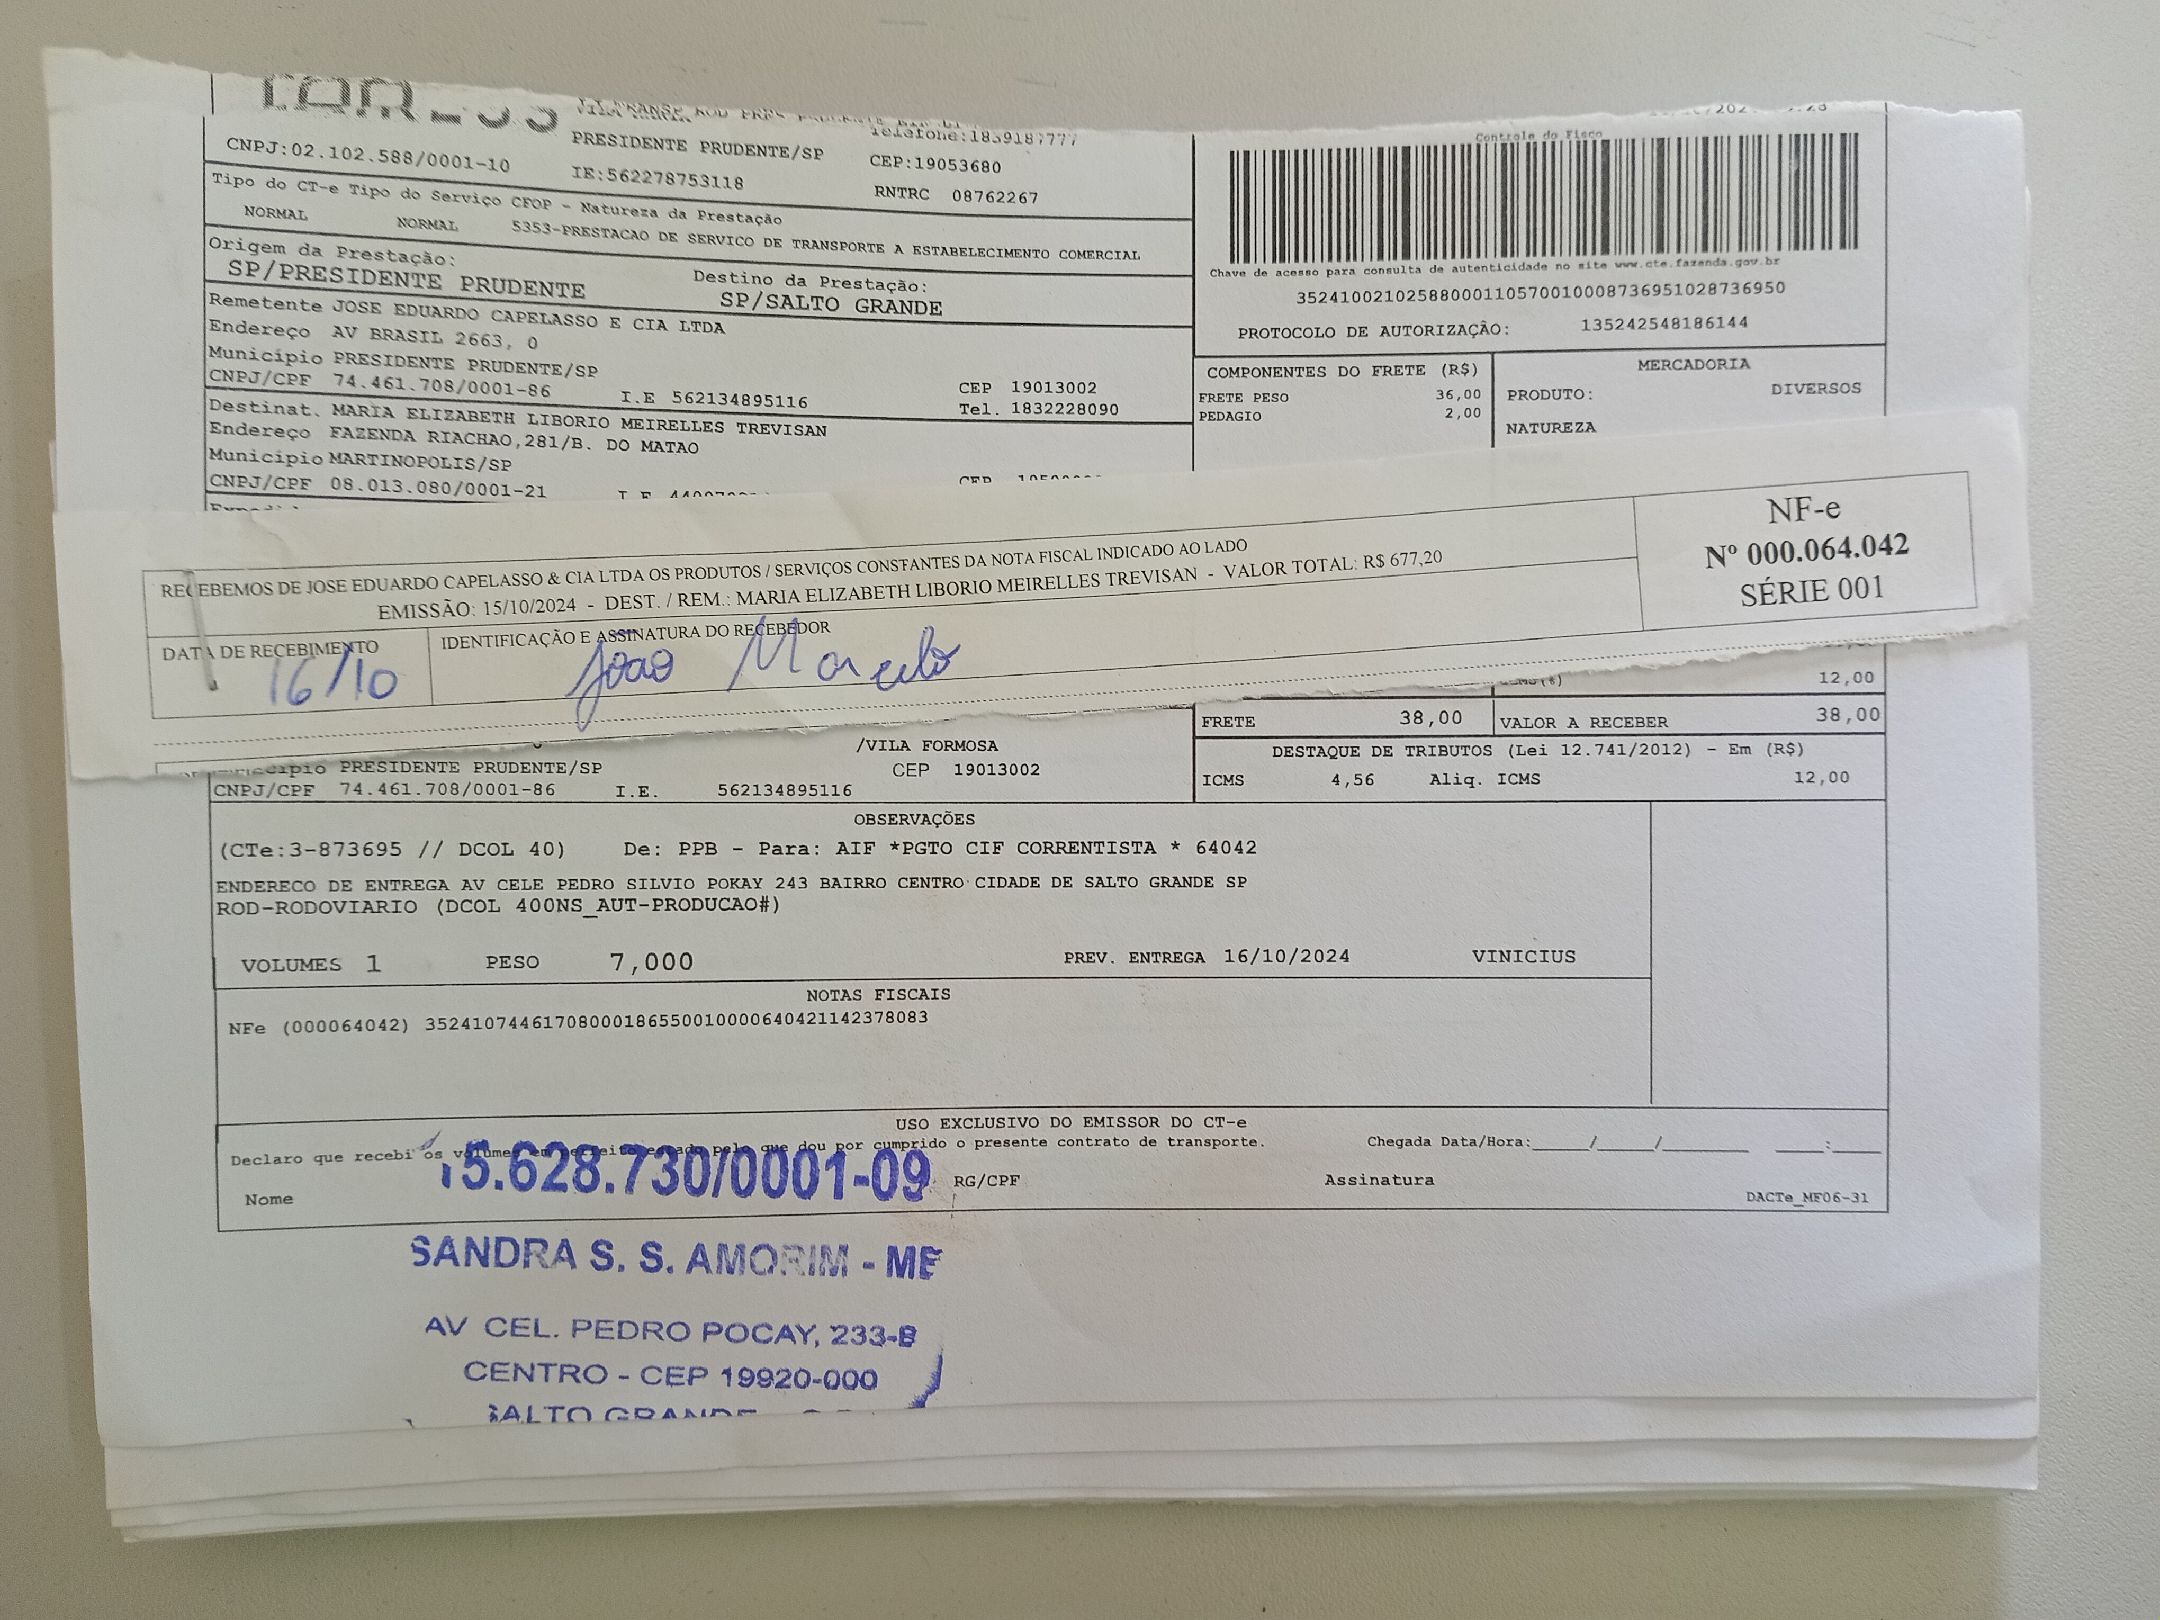 PRESIDENTE PRUDENTE/SP
Telefone:1839187777
CNPJ:02.102.588/0001-10
IE:562278753118
CEP:19053680
RNTRC 08762267
Tipo do CT-e Tipo do Serviço CFOP - Natureza da Prestação
NORMAL NORMAL 5353-PRESTACAO DE SERVICO DE TRANSPORTE A ESTABELECIMENTO COMERCIAL
Origem da Prestação:
SP/PRESIDENTE PRUDENTE
Destino da Prestação:
SP/SALTO GRANDE
Remetente JOSE EDUARDO CAPELASSO E CIA LTDA
Endereço AV BRASIL 2663, 0
Município PRESIDENTE PRUDENTE/SP
CNPJ/CPF 74.461.708/0001-86 I.E 562134895116
CEP 19013002
Tel. 1832228090
Destinat. MARIA ELIZABETH LIBORIO MEIRELLES TREVISAN
Endereço FAZENDA RIACHAO,281/B. DO MATAO
Município MARTINOPOLIS/SP
CNPJ/CPF 08.013.080/0001-21
Controle do Fisco
Chave de acesso para consulta de autenticidade no site www.cte.fazenda.gov.br
35241002102588000110570010008736951028736950
PROTOCOLO DE AUTORIZAÇÃO: 135242548186144
COMPONENTES DO FRETE (R$)
FRETE PESO 36,00
PEDAGIO 2,00
MERCADORIA
PRODUTO: DIVERSOS
NATUREZA
RECEBEMOS DE JOSE EDUARDO CAPELASSO & CIA LTDA OS PRODUTOS / SERVIÇOS CONSTANTES DA NOTA FISCAL INDICADO AO LADO
EMISSÃO: 15/10/2024 - DEST. / REM.: MARIA ELIZABETH LIBORIO MEIRELLES TREVISAN - VALOR TOTAL: R$ 677,20
DATA DE RECEBIMENTO
16/10
IDENTIFICAÇÃO E ASSINATURA DO RECEBEDOR
João Marcelo
NF-e
Nº 000.064.042
SÉRIE 001
12,00
FRETE 38,00 VALOR A RECEBER 38,00
DESTAQUE DE TRIBUTOS (Lei 12.741/2012) - Em (R$)
ICMS 4,56 Aliq. ICMS 12,00
/VILA FORMOSA
PRESIDENTE PRUDENTE/SP CEP 19013002
CNPJ/CPF 74.461.708/0001-86 I.E. 562134895116
OBSERVAÇÕES
(CTe:3-873695 // DCOL 40) De: PPB - Para: AIF *PGTO CIF CORRENTISTA * 64042
ENDERECO DE ENTREGA AV CELE PEDRO SILVIO POKAY 243 BAIRRO CENTRO CIDADE DE SALTO GRANDE SP
ROD-RODOVIARIO (DCOL 400NS_AUT-PRODUCAO#)
VOLUMES 1 PESO 7,000 PREV. ENTREGA 16/10/2024 VINICIUS
NOTAS FISCAIS
NFe (000064042) 35241074461708000186550010000640421142378083
USO EXCLUSIVO DO EMISSOR DO CT-e
Declaro que recebi os volumes em perfeito estado pelo que dou por cumprido o presente contrato de transporte. Chegada Data/Hora:____/____/______ ____:____
Nome RG/CPF Assinatura
DACTe_MF06-31
15.628.730/0001-09
SANDRA S. S. AMORIM - ME
AV CEL. PEDRO POCAY, 233-B
CENTRO - CEP 19920-000
SALTO GRANDE